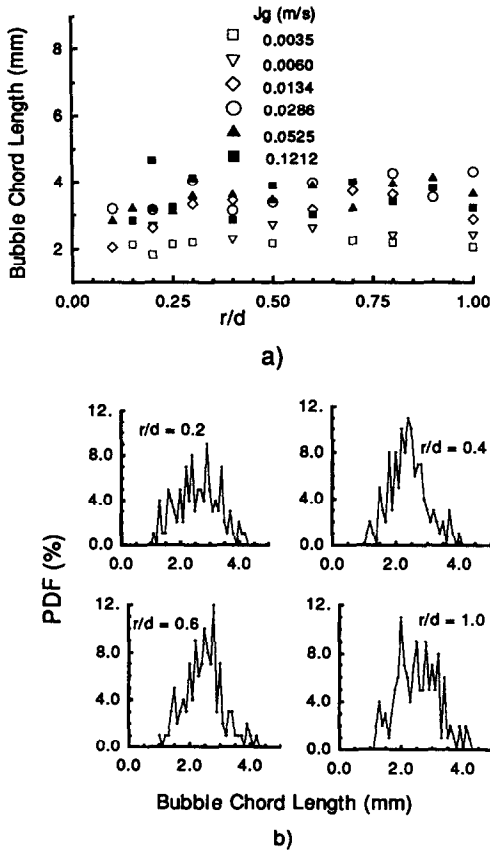 Jg (m/s)
0.0035
0.0060
0.0134
0.0286
0.0525
0.1212
Bubble Chord Length (mm)
8
6
4
2
0.00 0.25 0.50 0.75 1.00
r/d
a)
PDF (%)
12.
8.0
4.0
0.0
r/d = 0.2
0.0 2.0 4.0
12.
8.0
4.0
0.0
r/d = 0.4
0.0 2.0 4.0
12.
8.0
4.0
0.0
r/d = 0.6
0.0 2.0 4.0
12.
8.0
4.0
0.0
r/d = 1.0
0.0 2.0 4.0
Bubble Chord Length (mm)
b)